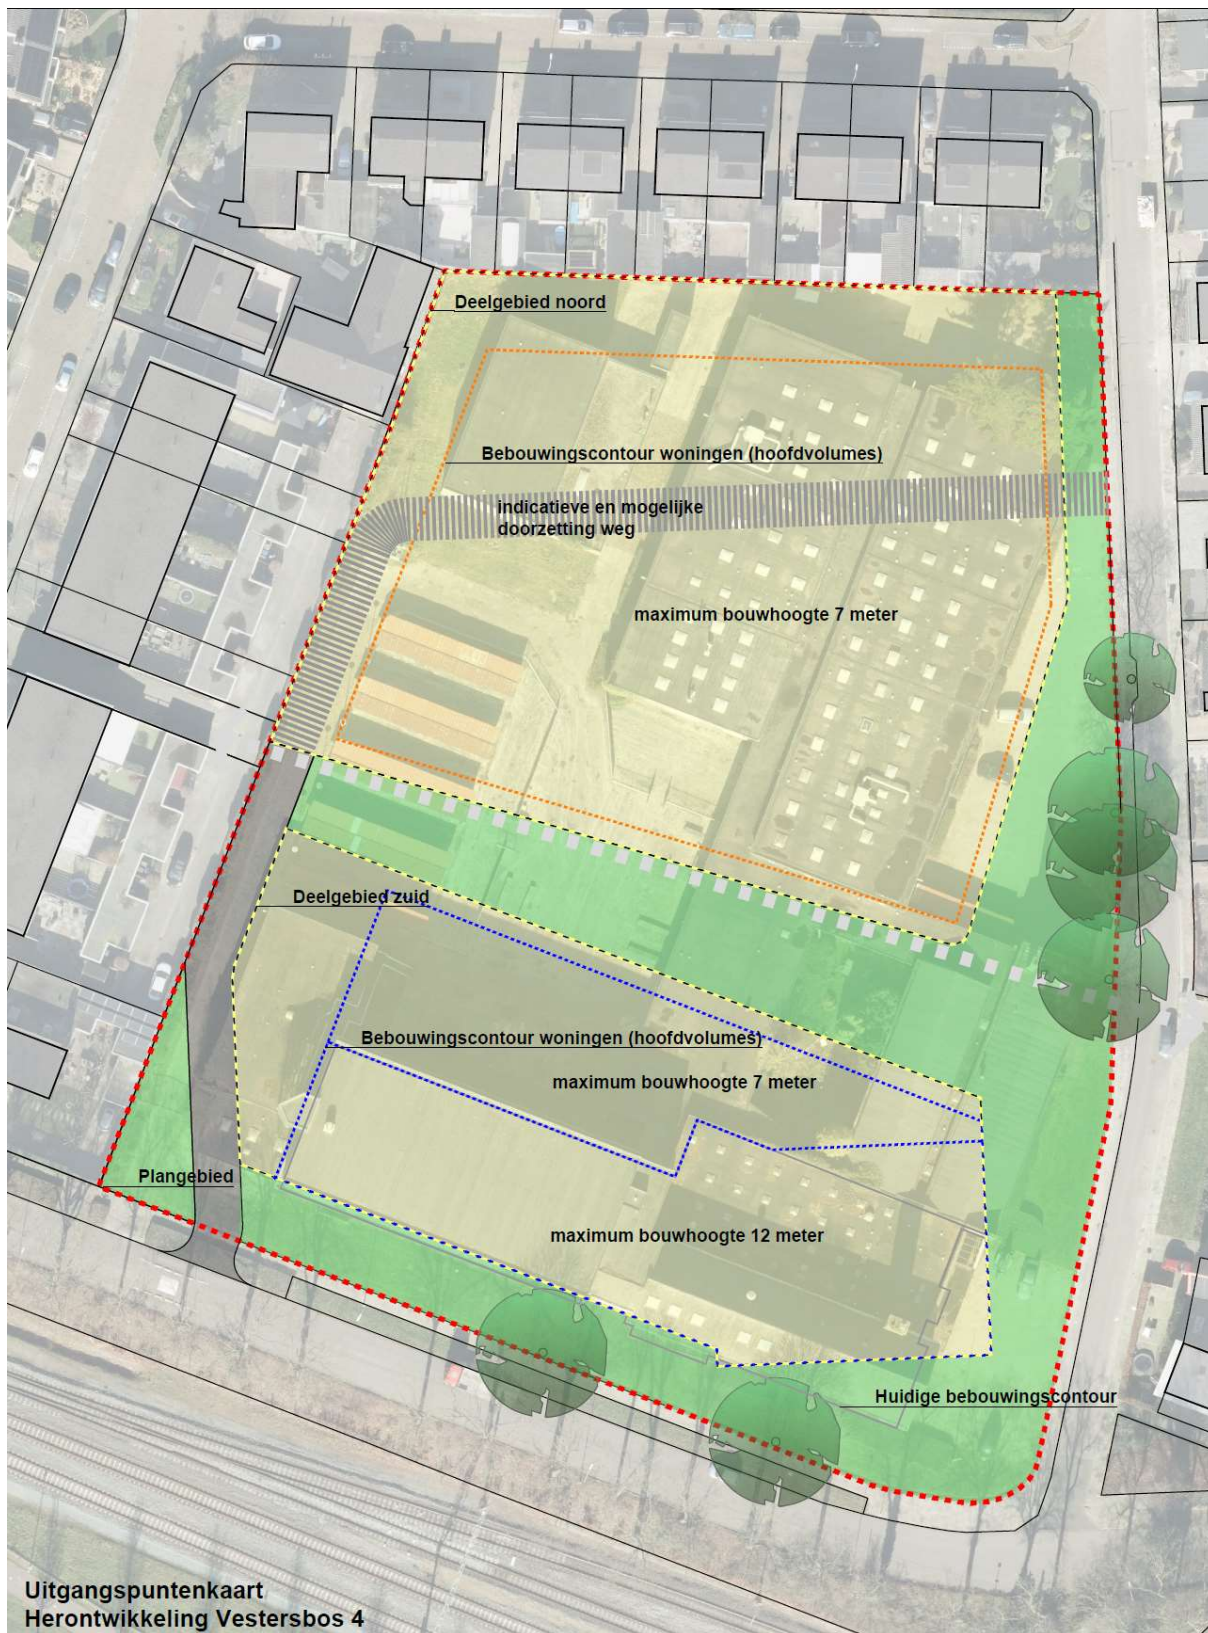 Deelgebied noord
Bebouwingscontour woningen (hoofdvolumes)
indicatieve en mogelijke
doorzetting weg
maximum bouwhoogte 7 meter
Deelgebied zuid
Bebouwingscontour woningen (hoofdvolumes)
maximum bouwhoogte 7 meter
Plangebied
maximum bouwhoogte 12 meter
Huidige bebouwingscontour
Uitgangspuntenkaart
Herontwikkeling Vestersbos 4